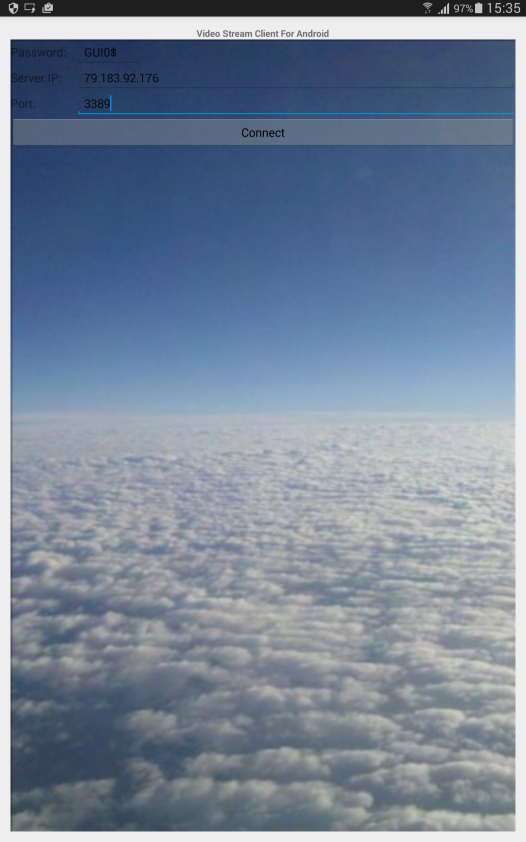 97% 15:35
Video Stream Client For Android
Password: GUI0$
Server IP: 79.183.92.176
Port: 3389
Connect